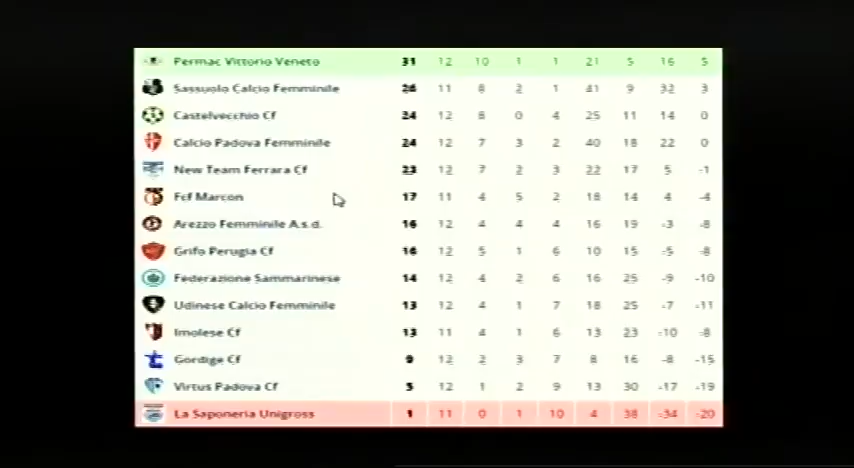 Permac Vittorio Veneto 31 12 10 1 1 21 5 16 5
Sassuolo Calcio Femminile 26 11 8 2 1 41 9 32 3
Castelvecchio Cf 24 12 8 0 4 25 11 14 0
Calcio Padova Femminile 24 12 7 3 2 40 18 22 0
New Team Ferrara Cf 23 12 7 2 3 22 17 5 -1
Fcf Marcon 17 11 4 5 2 18 14 4 -4
Arezzo Femminile A.s.d. 16 12 4 4 4 16 19 -3 -8
Grifo Perugia Cf 16 12 5 1 6 10 15 -5 -8
Federazione Sammarinese 14 12 4 2 6 16 25 -9 -10
Udinese Calcio Femminile 13 12 4 1 7 18 25 -7 -11
Imolese Cf 13 11 4 1 6 13 23 -10 -8
Gordige Cf 9 12 2 3 7 8 16 -8 -15
Virtus Padova Cf 5 12 1 2 9 13 30 -17 -19
La Saponeria Unigross 1 11 0 1 10 4 38 -34 -20